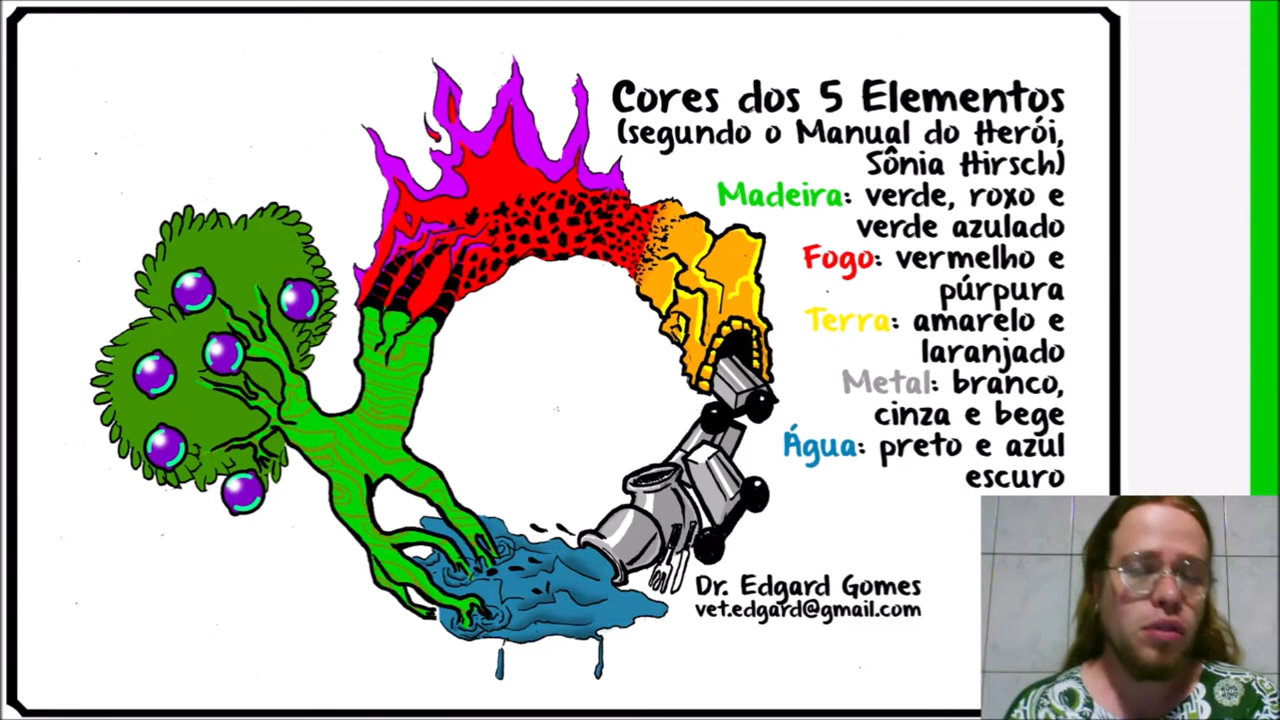 Cores dos 5 Elementos
(segundo o Manual do Herói,
Sônia Hirsch)
Madeira: verde, roxo e
verde azulado
Fogo: vermelho e
púrpura
Terra: amarelo e
laranjado
Metal: branco,
cinza e bege
Água: preto e azul
escuro
Dr. Edgard Gomes
vet.edgard@gmail.com